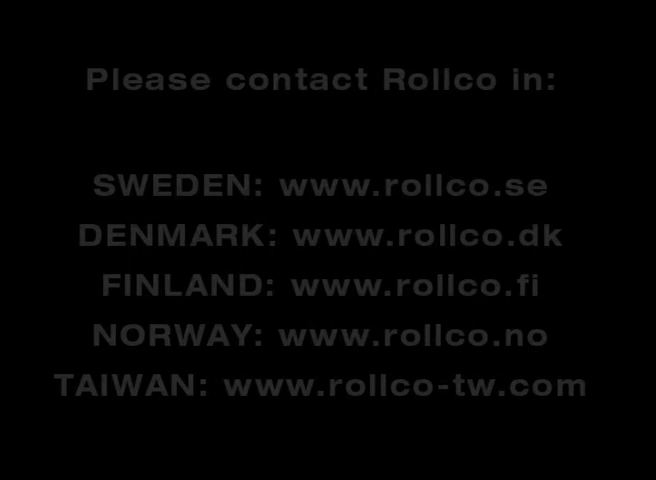 Please contact Rollco in:
SWEDEN: www.rollco.se
DENMARK: www.rollco.dk
FINLAND: www.rollco.fi
NORWAY: www.rollco.no
TAIWAN: www.rollco-tw.com